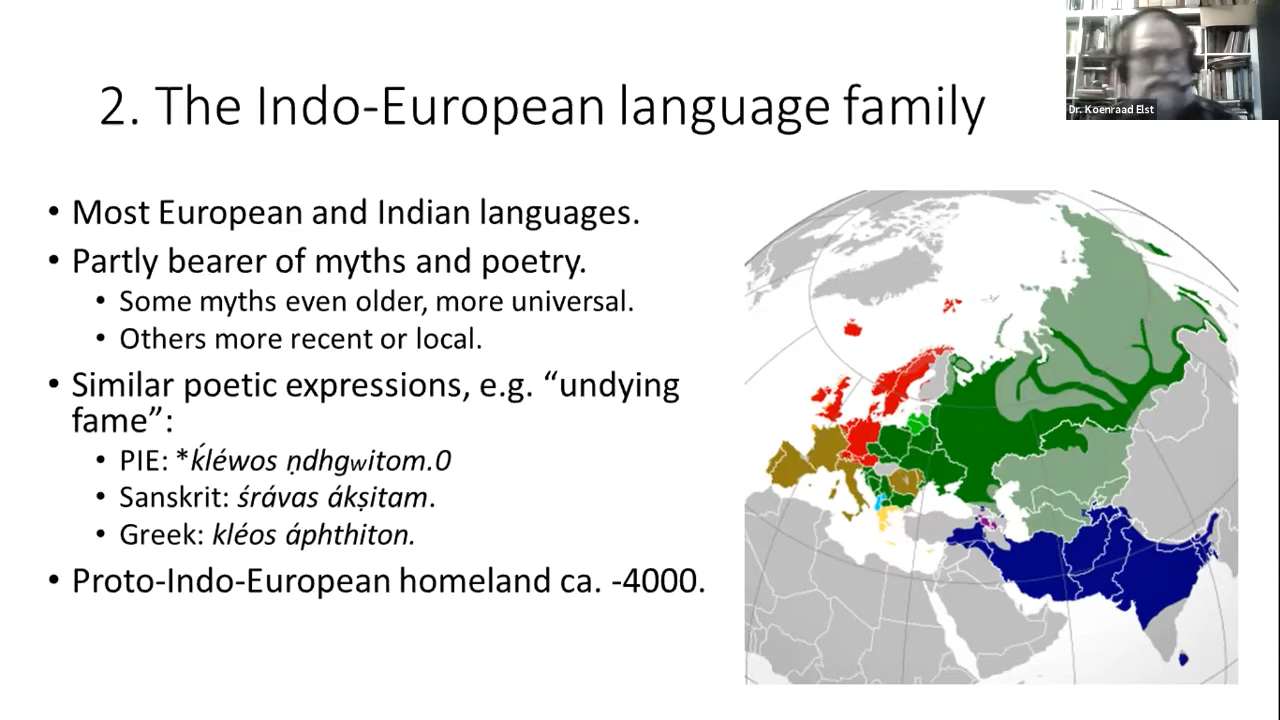 2. The Indo-European language family
Dr. Koenraad Elst
• Most European and Indian languages.
• Partly bearer of myths and poetry.
• Some myths even older, more universal.
• Others more recent or local.
• Similar poetic expressions, e.g. “undying
fame”:
• PIE: *ḱléwos ṇdhgwitom.0
• Sanskrit: śrávas ákṣitam.
• Greek: kléos áphthiton.
• Proto-Indo-European homeland ca. -4000.